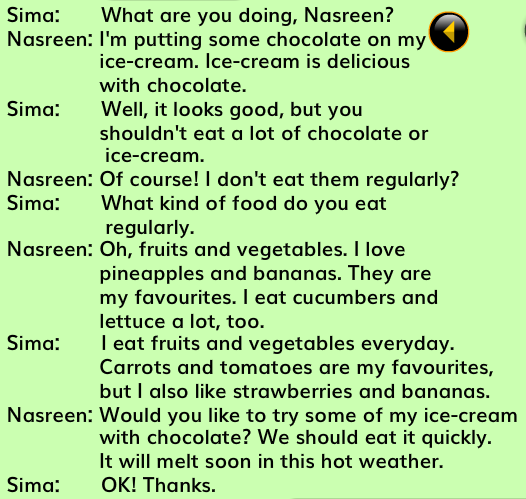 Sima: What are you doing, Nasreen?
Nasreen: I'm putting some chocolate on my
ice-cream. Ice-cream is delicious
with chocolate.
Sima: Well, it looks good, but you
shouldn't eat a lot of chocolate or
ice-cream.
Nasreen: Of course! I don't eat them regularly?
Sima: What kind of food do you eat
regularly.
Nasreen: Oh, fruits and vegetables. I love
pineapples and bananas. They are
my favourites. I eat cucumbers and
lettuce a lot, too.
Sima: I eat fruits and vegetables everyday.
Carrots and tomatoes are my favourites,
but I also like strawberries and bananas.
Nasreen: Would you like to try some of my ice-cream
with chocolate? We should eat it quickly.
It will melt soon in this hot weather.
Sima: OK! Thanks.